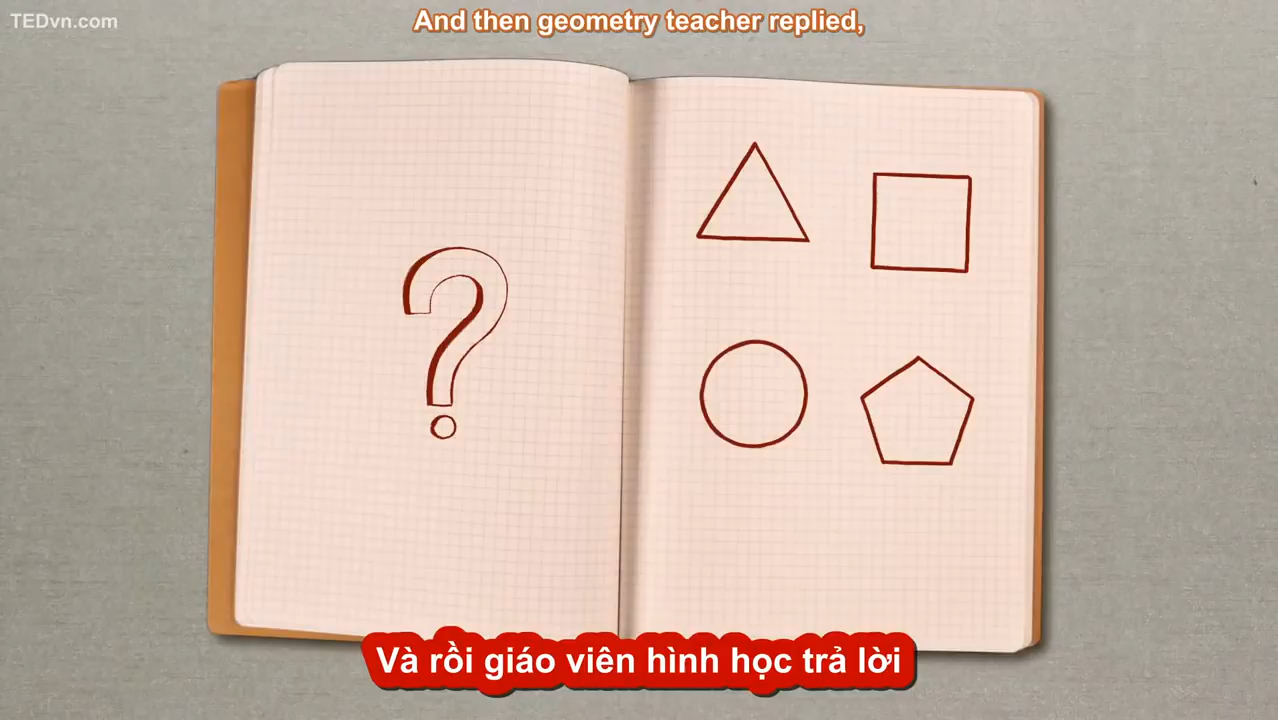 TEDvn.com
And then geometry teacher replied,
?
Và rồi giáo viên hình học trả lời